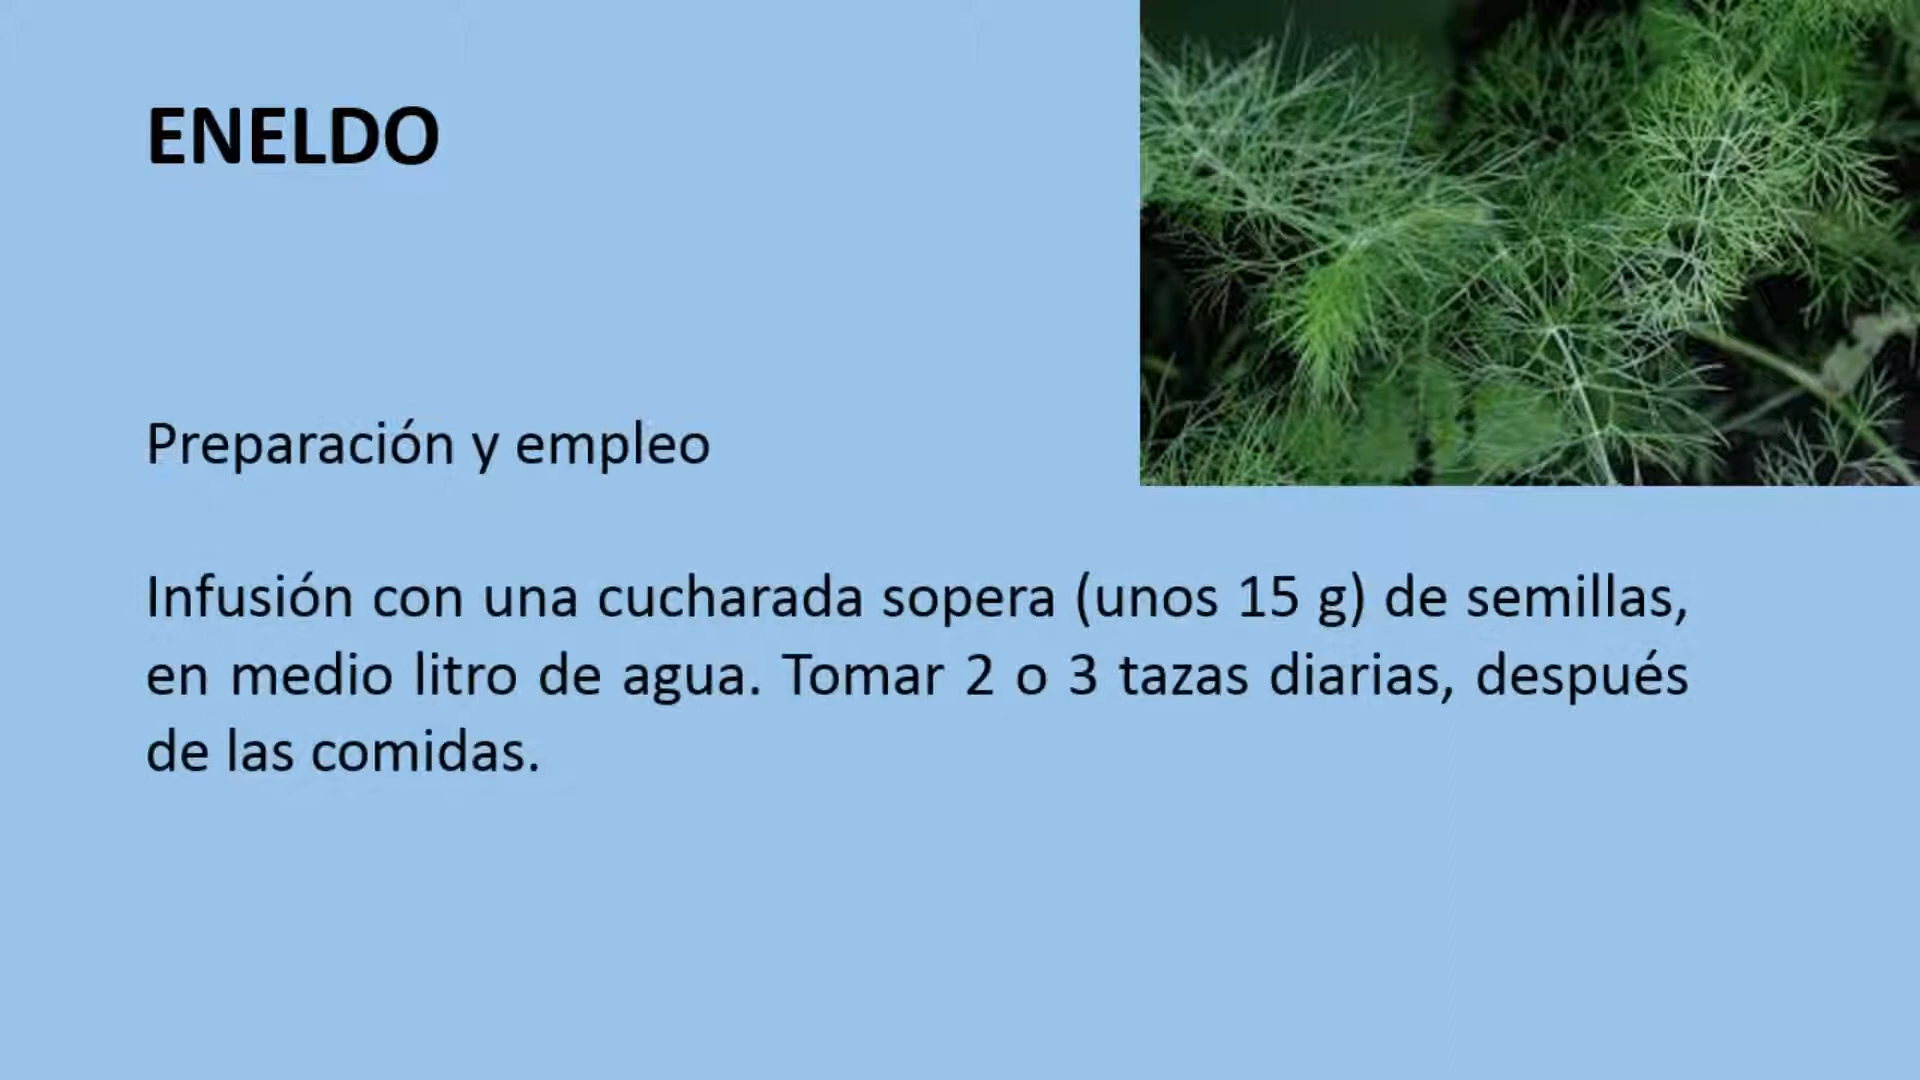 ENELDO
Preparación y empleo
Infusión con una cucharada sopera (unos 15 g) de semillas,
en medio litro de agua. Tomar 2 o 3 tazas diarias, después
de las comidas.